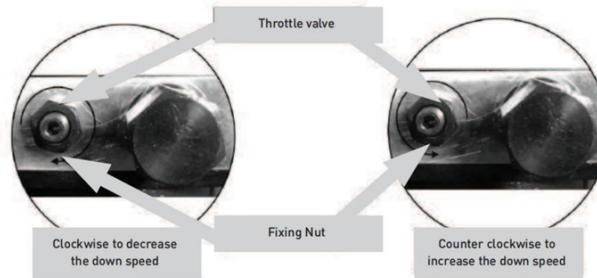 Throttle valve
Fixing Nut
Clockwise to decrease
the down speed
Counter clockwise to
increase the down speed